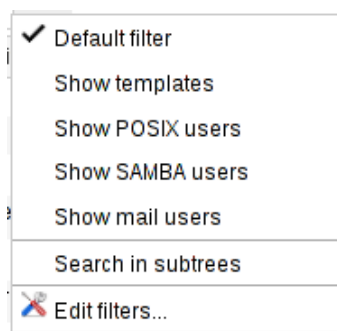 Default filter
Show templates
Show POSIX users
Show SAMBA users
Show mail users
Search in subtrees
Edit filters...